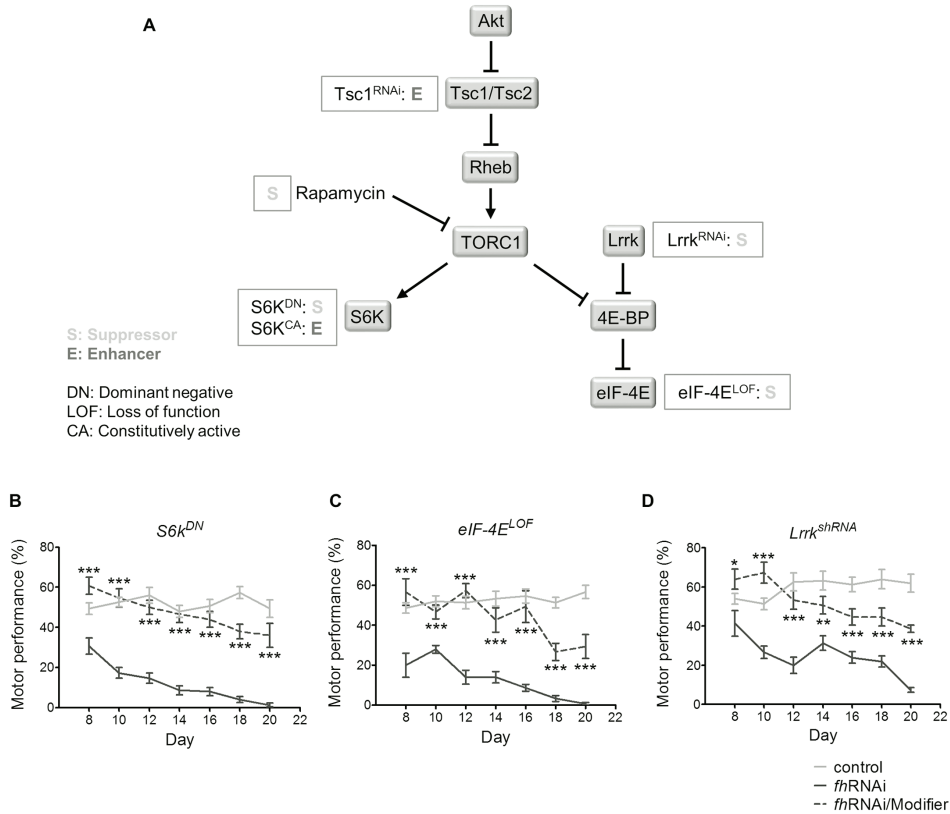 A
Akt
Tsc1RNAi: E
Tsc1/Tsc2
Rheb
S
Rapamycin
TORC1
Lrrk
LrrkRNAi: S
S6KDN: S
S6KCA: E
S6K
4E-BP
S: Suppressor
E: Enhancer
eIF-4E
eIF-4ELOF: S
DN: Dominant negative
LOF: Loss of function
CA: Constitutively active
B
S6kDN
Motor performance (%)
80
60
40
20
0
***
***
***
***
***
***
***
8 10 12 14 16 18 20 22
Day
C
eIF-4ELOF
Motor performance (%)
80
60
40
20
0
***
***
***
***
***
***
***
8 10 12 14 16 18 20 22
Day
D
LrrkshRNA
Motor performance (%)
80
60
40
20
0
*
***
***
**
***
***
***
8 10 12 14 16 18 20 22
Day
control
fhRNAi
fhRNAi/Modifier